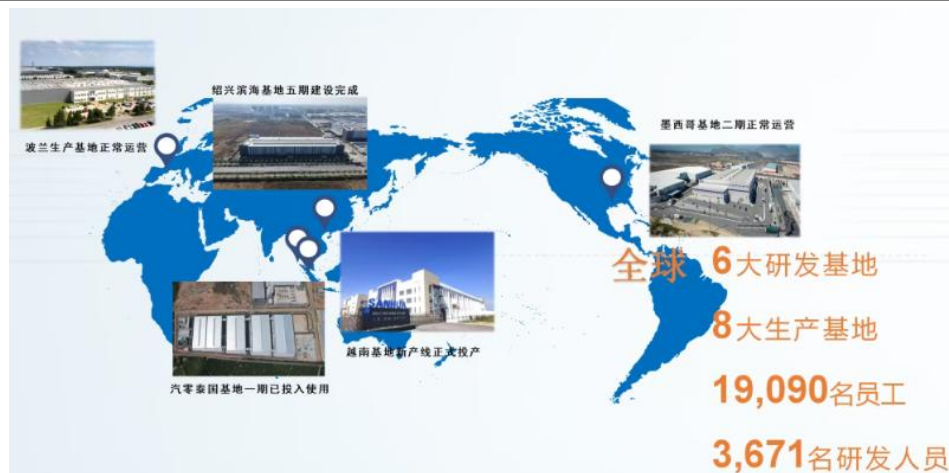 绍兴滨海基地五期建设完成
波兰生产基地正常运营
墨西哥基地二期正常运营
SANHUA
越南基地新产线正式投产
汽零泰国基地一期已投入使用
全球 6大研发基地
8大生产基地
19,090名员工
3,671名研发人员